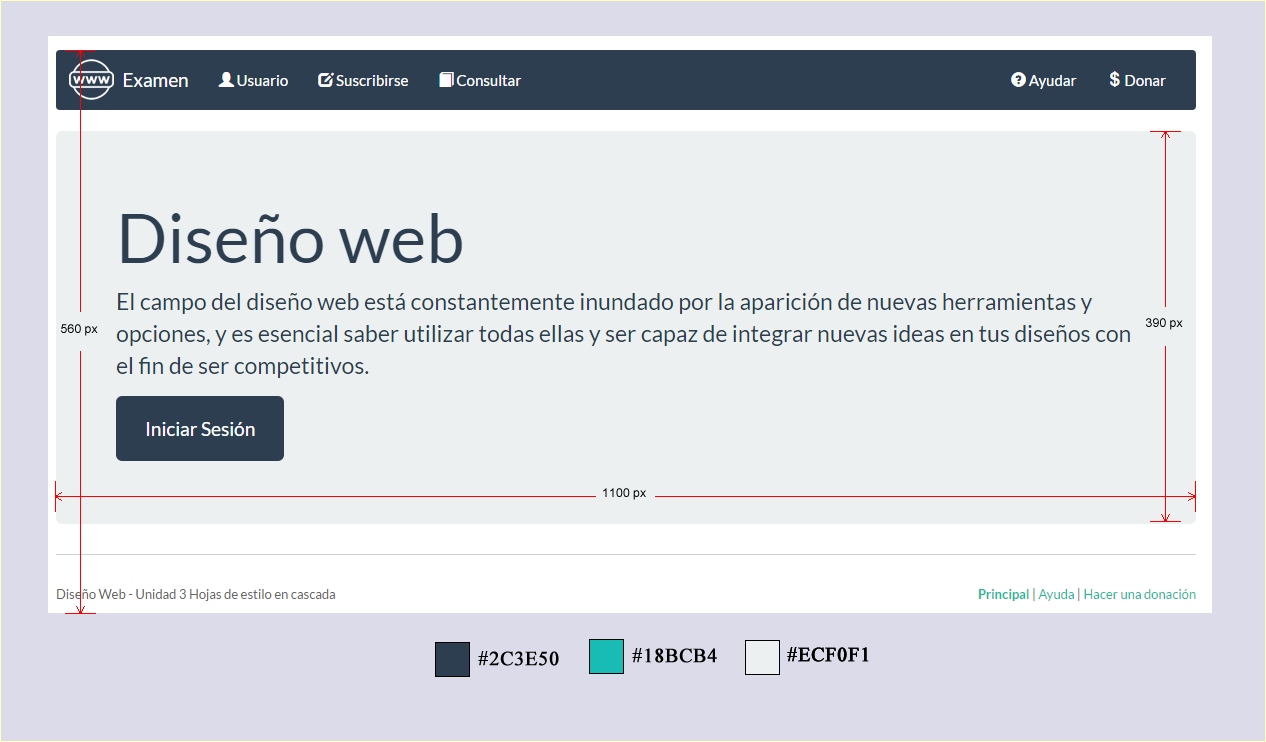 www Examen Usuario Suscribirse Consultar Ayudar $ Donar
Diseño web
El campo del diseño web está constantemente inundado por la aparición de nuevas herramientas y
opciones, y es esencial saber utilizar todas ellas y ser capaz de integrar nuevas ideas en tus diseños con
el fin de ser competitivos.
560 px
390 px
Iniciar Sesión
1100 px
Diseño Web - Unidad 3 Hojas de estilo en cascada
Principal | Ayuda | Hacer una donación
#2C3E50 #18BCB4 #ECF0F1